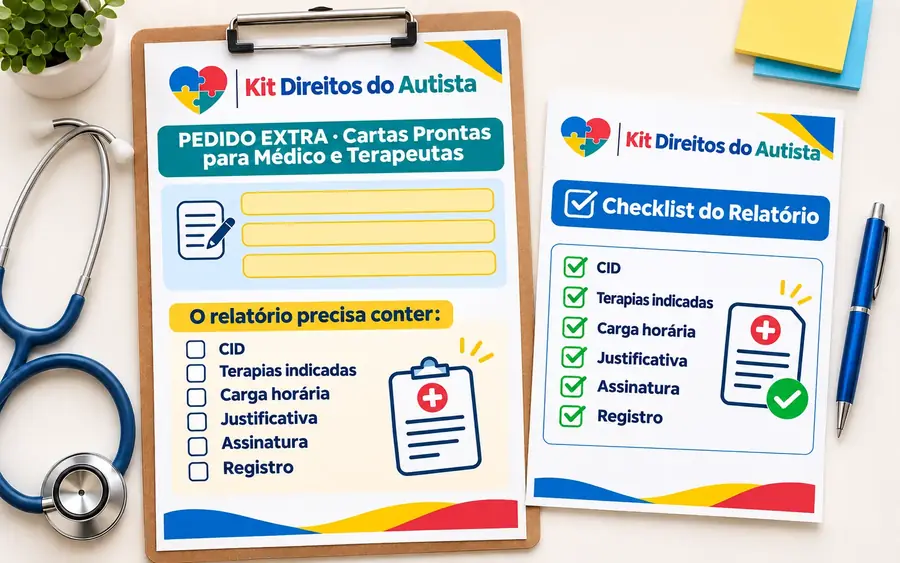 Kit Direitos do Autista
PEDIDO EXTRA · Cartas Prontas
para Médico e Terapeutas
O relatório precisa conter:
CID
Terapias indicadas
Carga horária
Justificativa
Assinatura
Registro
Kit Direitos do Autista
Checklist do Relatório
CID
Terapias indicadas
Carga horária
Justificativa
Assinatura
Registro